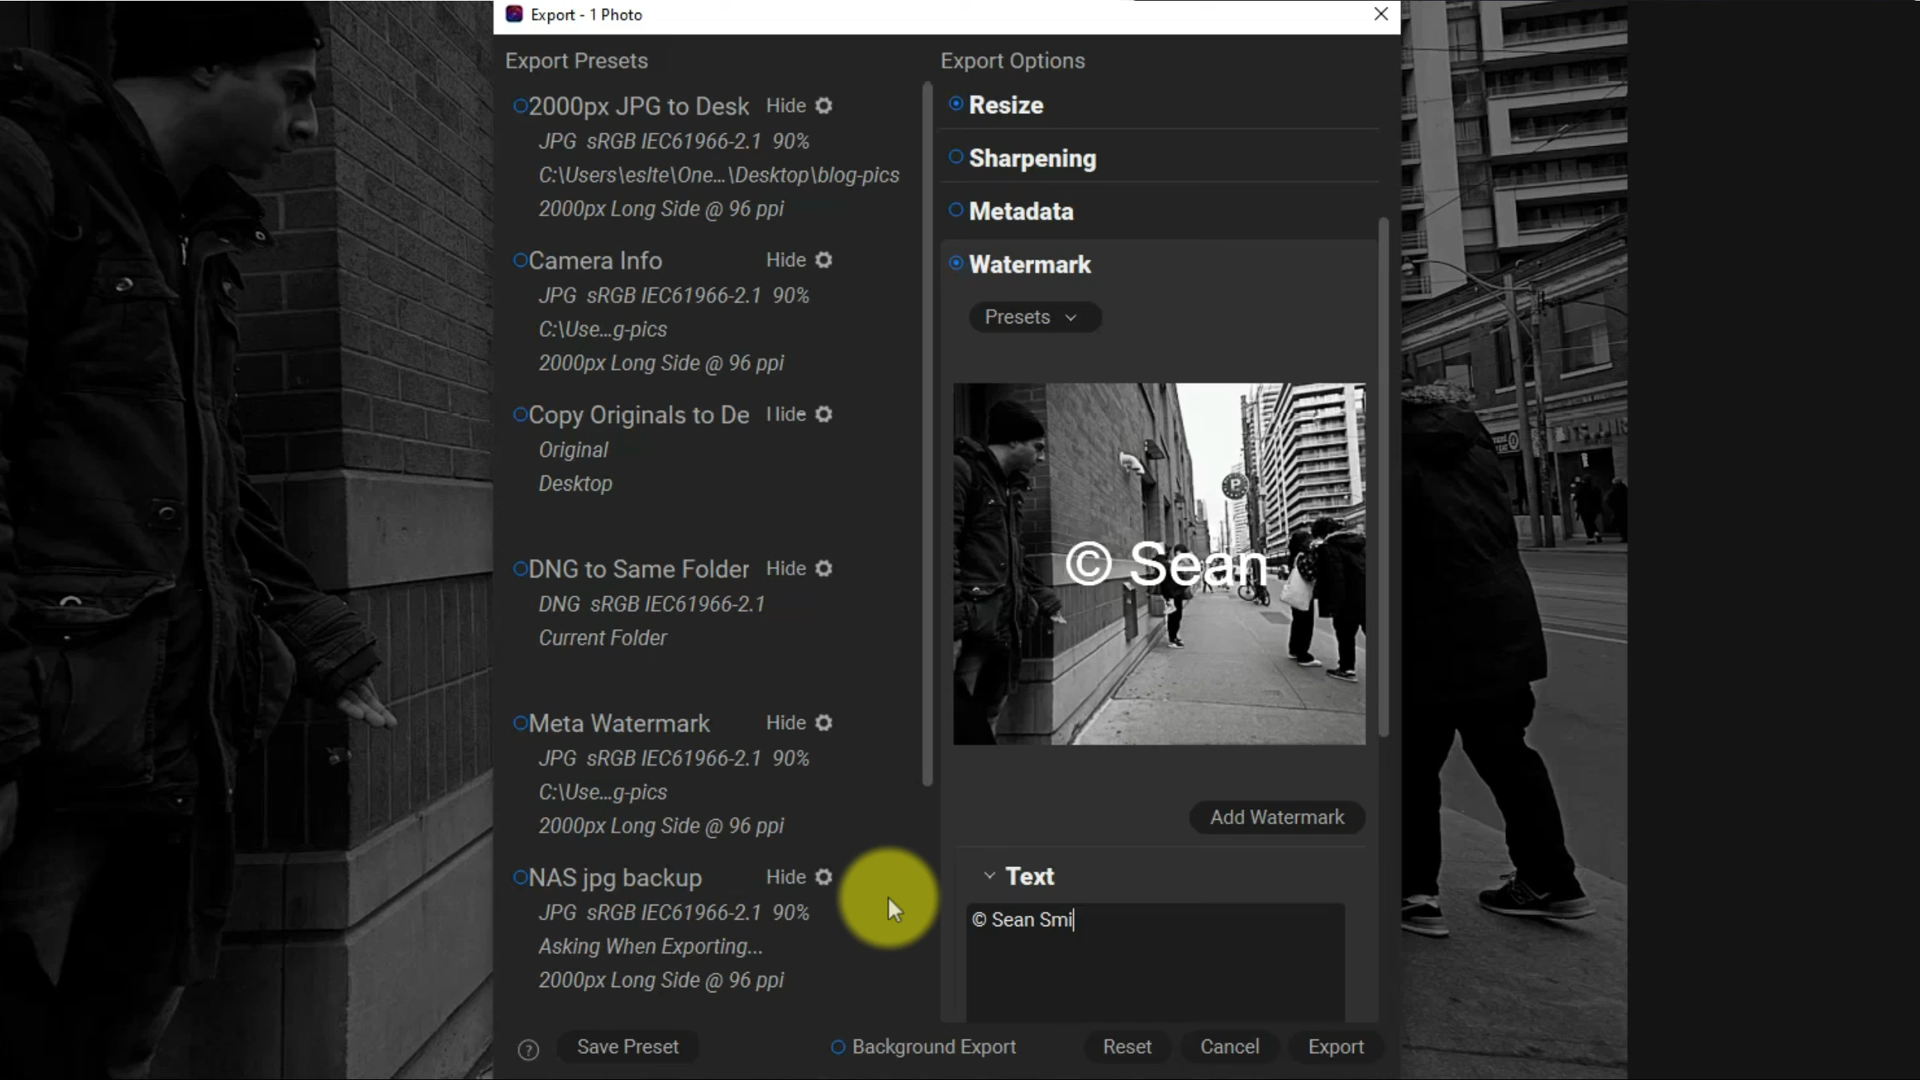 Export - 1 Photo
Export Presets
2000px JPG to Desk Hide
JPG sRGB IEC61966-2.1 90%
C:\Users\eslte\One...\Desktop\blog-pics
2000px Long Side @ 96 ppi
Camera Info Hide
JPG sRGB IEC61966-2.1 90%
C:\Use...g-pics
2000px Long Side @ 96 ppi
Copy Originals to De Hide
Original
Desktop
DNG to Same Folder Hide
DNG sRGB IEC61966-2.1
Current Folder
Meta Watermark Hide
JPG sRGB IEC61966-2.1 90%
C:\Use...g-pics
2000px Long Side @ 96 ppi
NAS jpg backup Hide
JPG sRGB IEC61966-2.1 90%
Asking When Exporting...
2000px Long Side @ 96 ppi
Export Options
Resize
Sharpening
Metadata
Watermark
Presets
P
© Sean
Add Watermark
Text
© Sean Smi
? Save Preset
Background Export
Reset
Cancel
Export